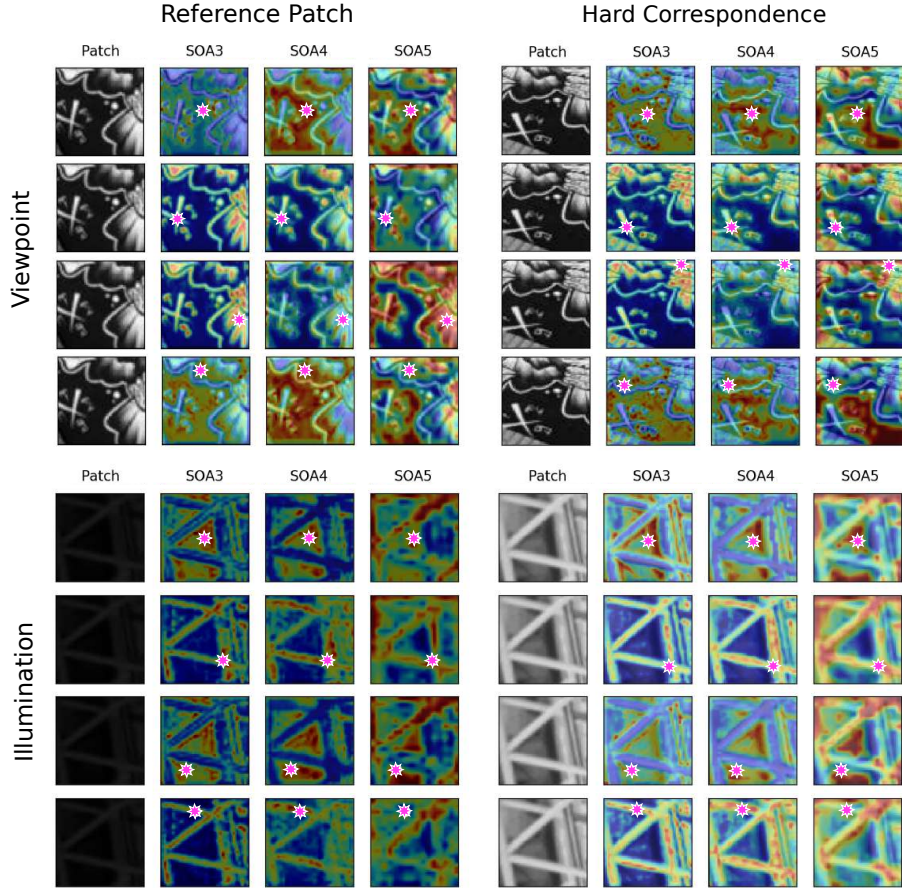 Reference Patch
Hard Correspondence
Patch SOA3 SOA4 SOA5 Patch SOA3 SOA4 SOA5
Viewpoint
Patch SOA3 SOA4 SOA5 Patch SOA3 SOA4 SOA5
Illumination